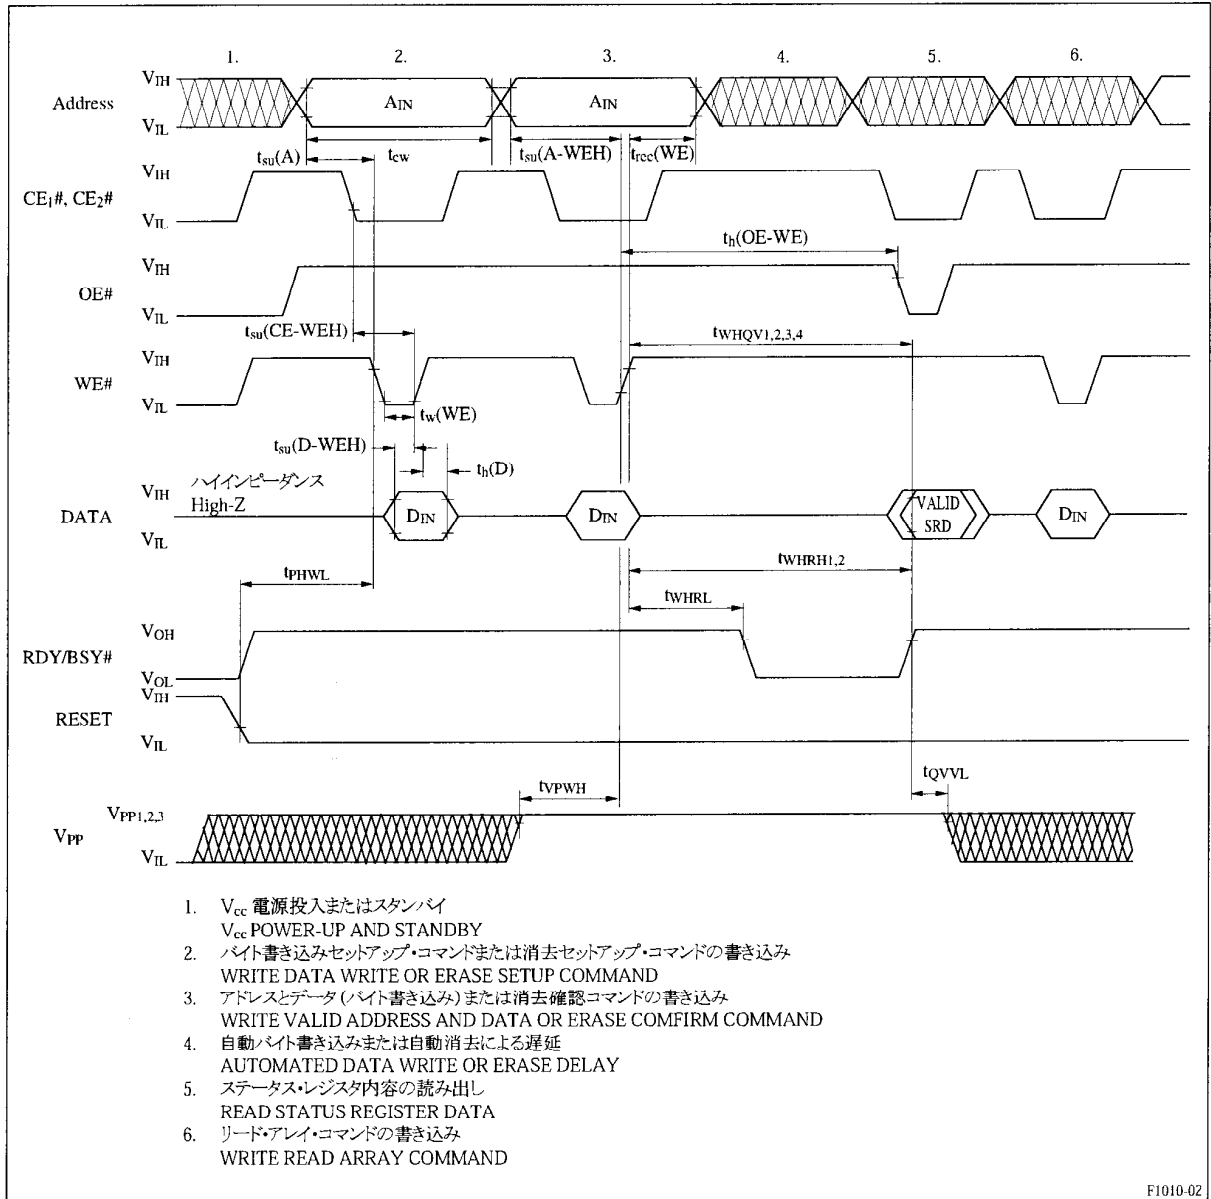 1. 2. 3. 4. 5. 6.
Address VIH VIL AIN AIN
tsu(A) tcw tsu(A-WEH) trec(WE)
CE1#, CE2# VIH VIL
th(OE-WE)
OE# VIH VIL
tsu(CE-WEH) tWHQV1,2,3,4
WE# VIH VIL
tw(WE)
tsu(D-WEH) th(D)
ハイインピーダンス
High-Z
DATA VIH VIL DIN DIN VALID SRD DIN
tPHWL tWHRH1,2
tWHRL
RDY/BSY# VOH VOL
RESET VIH VIL
tVPWH tQVVL
VPP VPP1,2,3 VIL
1. Vcc 電源投入またはスタンバイ
Vcc POWER-UP AND STANDBY
2. バイト書き込みセットアップ・コマンドまたは消去セットアップ・コマンドの書き込み
WRITE DATA WRITE OR ERASE SETUP COMMAND
3. アドレスとデータ(バイト書き込み)または消去確認コマンドの書き込み
WRITE VALID ADDRESS AND DATA OR ERASE COMFIRM COMMAND
4. 自動バイト書き込みまたは自動消去による遅延
AUTOMATED DATA WRITE OR ERASE DELAY
5. ステータス・レジスタ内容の読み出し
READ STATUS REGISTER DATA
6. リード・アレイ・コマンドの書き込み
WRITE READ ARRAY COMMAND
F1010-02